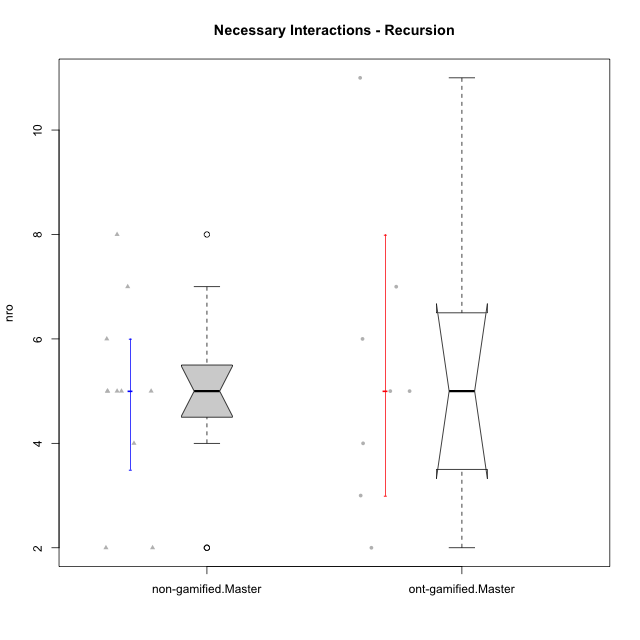 Necessary Interactions - Recursion
10
8
6
4
2
nro
non-gamified.Master
ont-gamified.Master